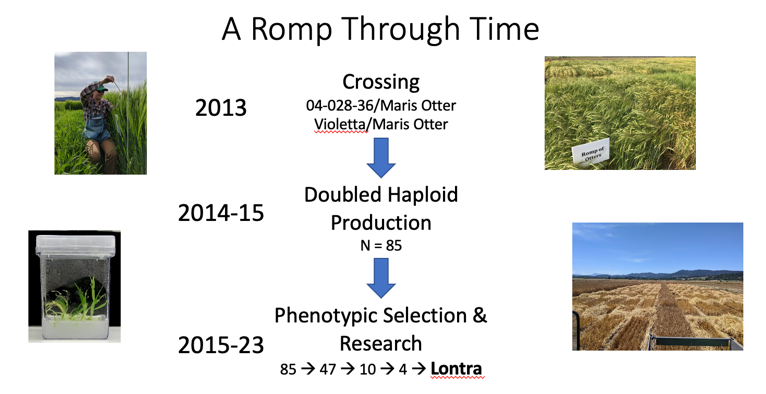 A Romp Through Time
2013
Crossing
04-028-36/Maris Otter
Violetta/Maris Otter
Romp of
Otters
2014-15
Doubled Haploid
Production
N = 85
2015-23
Phenotypic Selection &
Research
85 → 47 → 10 → 4 → Lontra